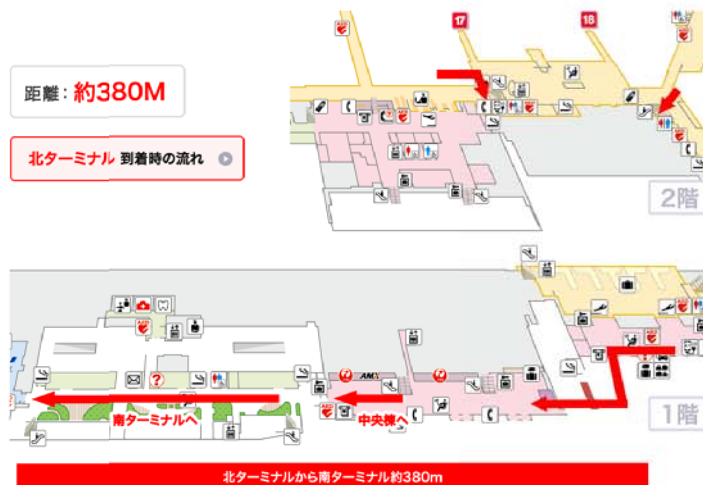 17
18
距離：約380M
北ターミナル 到着時の流れ
2階
AMX
南ターミナルへ
中央棟へ
1階
北ターミナルから南ターミナル約380m